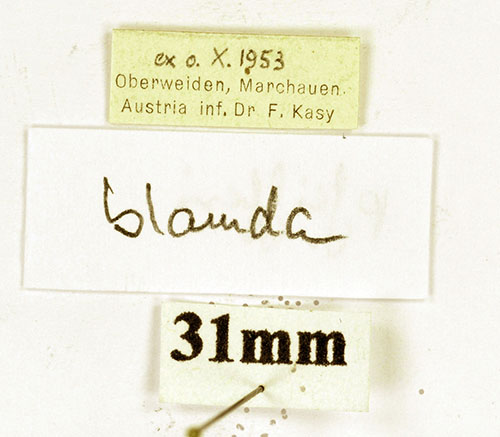 ex o. X. 1953
Oberweiden, Marchauen.
Austria inf. Dr. F. Kasy
blanda
31mm